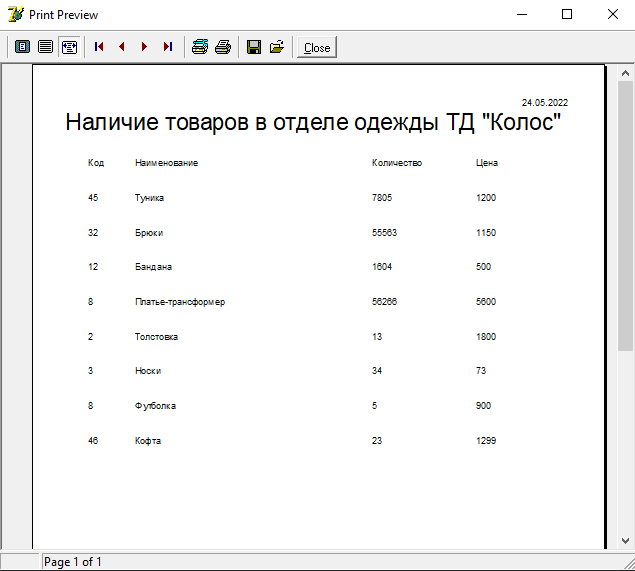 Print Preview
Close
24.05.2022
Наличие товаров в отделе одежды ТД "Колос"
Код Наименование Количество Цена
45 Туника 7805 1200
32 Брюки 55563 1150
12 Бандана 1604 500
8 Платье-трансформер 56266 5600
2 Толстовка 13 1800
3 Носки 34 73
8 Футболка 5 900
46 Кофта 23 1299
Page 1 of 1